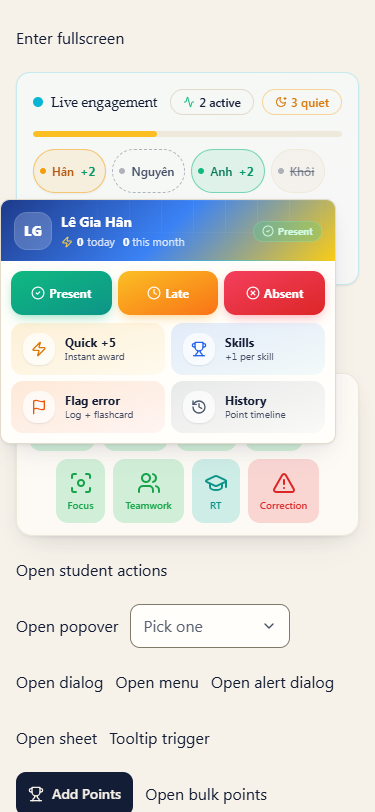 Enter fullscreen
Live engagement 2 active 3 quiet
Hân +2 Nguyên Anh +2 Khôi
LG Lê Gia Hân Present
0 today 0 this month
Present Late Absent
Quick +5 Skills
Instant award +1 per skill
Flag error History
Log + flashcard Point timeline
Focus Teamwork RT Correction
Open student actions
Open popover Pick one
Open dialog Open menu Open alert dialog
Open sheet Tooltip trigger
Add Points Open bulk points